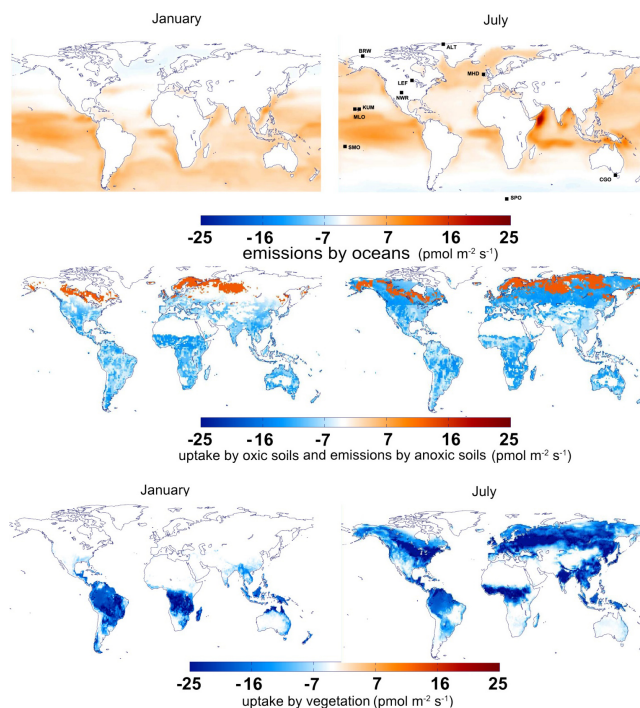 January
July
BRW
ALT
MHD
LEF
NWR
KUM
MLO
SMO
CGO
SPO
-25 -16 -7 7 16 25
emissions by oceans (pmol m⁻² s⁻¹)
-25 -16 -7 7 16 25
uptake by oxic soils and emissions by anoxic soils (pmol m⁻² s⁻¹)
January
July
-25 -16 -7 7 16 25
uptake by vegetation (pmol m⁻² s⁻¹)